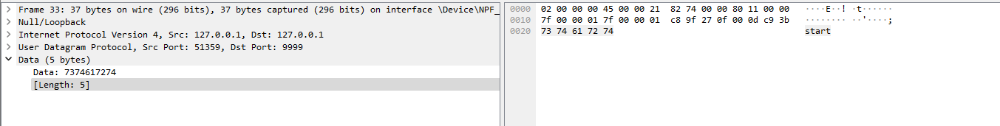 Frame 33: 37 bytes on wire (296 bits), 37 bytes captured (296 bits) on interface \Device\NPF_
Null/Loopback
Internet Protocol Version 4, Src: 127.0.0.1, Dst: 127.0.0.1
User Datagram Protocol, Src Port: 51359, Dst Port: 9999
Data (5 bytes)
Data: 7374617274
[Length: 5]
0000 02 00 00 00 45 00 00 21 82 74 00 00 80 11 00 00 ····E··! ·t······
0010 7f 00 00 01 7f 00 00 01 c8 9f 27 0f 00 0d c9 3b ········ ··'····;
0020 73 74 61 72 74 start